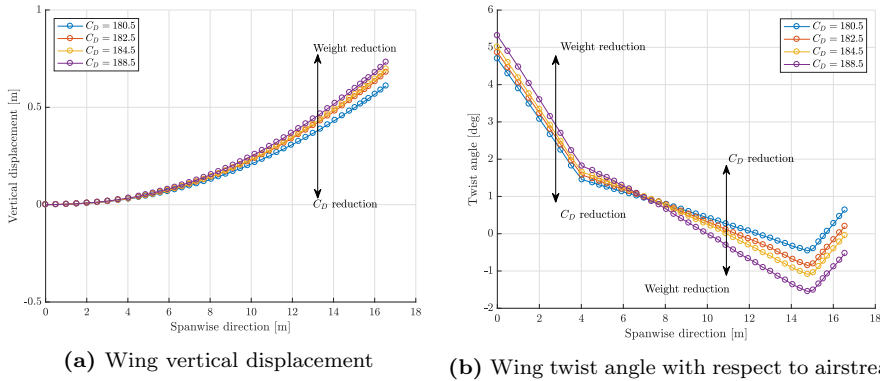 1
0.5
0
-0.5
Vertical displacement [m]
C_D = 180.5
C_D = 182.5
C_D = 184.5
C_D = 188.5
Weight reduction
C_D reduction
0 2 4 6 8 10 12 14 16 18
Spanwise direction [m]
(a) Wing vertical displacement
6
5
4
3
2
1
0
-1
-2
Twist angle [deg]
Weight reduction
C_D reduction
C_D = 180.5
C_D = 182.5
C_D = 184.5
C_D = 188.5
C_D reduction
Weight reduction
0 2 4 6 8 10 12 14 16 18
Spanwise direction [m]
(b) Wing twist angle with respect to airstrea